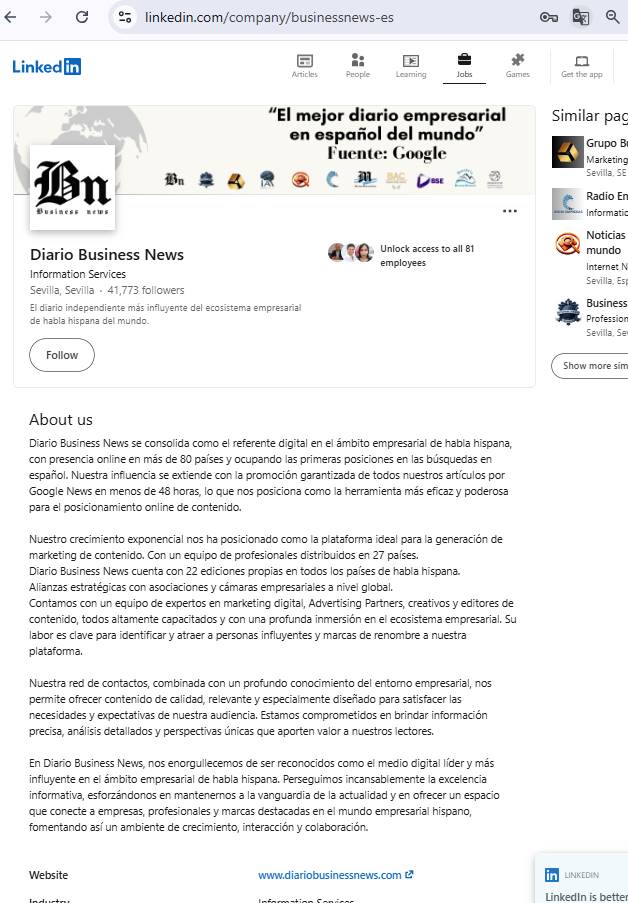 linkedin.com/company/businessnews-es
LinkedIn
Articles
People
Learning
Jobs
Games
Get the app
“El mejor diario empresarial
en español del mundo”
Fuente: Google
Bn
BAC
BSE
Bn
Business news
Diario Business News
Information Services
Sevilla, Sevilla · 41,773 followers
El diario independiente más influyente del ecosistema empresarial
de habla hispana del mundo.
Unlock access to all 81
employees
Follow
Similar pag
Grupo Bu
Marketing
Sevilla, SE
Radio Em
Informatio
Noticias
mundo
Internet N
Sevilla, Esp
Business
Profession
Sevilla, Sev
Show more sim
About us
Diario Business News se consolida como el referente digital en el ámbito empresarial de habla hispana,
con presencia online en más de 80 países y ocupando las primeras posiciones en las búsquedas en
español. Nuestra influencia se extiende con la promoción garantizada de todos nuestros artículos por
Google News en menos de 48 horas, lo que nos posiciona como la herramienta más eficaz y poderosa
para el posicionamiento online de contenido.
Nuestro crecimiento exponencial nos ha posicionado como la plataforma ideal para la generación de
marketing de contenido. Con un equipo de profesionales distribuidos en 27 países.
Diario Business News cuenta con 22 ediciones propias en todos los países de habla hispana.
Alianzas estratégicas con asociaciones y cámaras empresariales a nivel global.
Contamos con un equipo de expertos en marketing digital, Advertising Partners, creativos y editores de
contenido, todos altamente capacitados y con una profunda inmersión en el ecosistema empresarial. Su
labor es clave para identificar y atraer a personas influyentes y marcas de renombre a nuestra
plataforma.
Nuestra red de contactos, combinada con un profundo conocimiento del entorno empresarial, nos
permite ofrecer contenido de calidad, relevante y especialmente diseñado para satisfacer las
necesidades y expectativas de nuestra audiencia. Estamos comprometidos en brindar información
precisa, análisis detallados y perspectivas únicas que aporten valor a nuestros lectores.
En Diario Business News, nos enorgullecemos de ser reconocidos como el medio digital líder y más
influyente en el ámbito empresarial de habla hispana. Perseguimos incansablemente la excelencia
informativa, esforzándonos en mantenernos a la vanguardia de la actualidad y en ofrecer un espacio
que conecte a empresas, profesionales y marcas destacadas en el mundo empresarial hispano,
fomentando así un ambiente de crecimiento, interacción y colaboración.
Website
www.diariobusinessnews.com
Industry
Information Services
LINKEDIN
LinkedIn is better